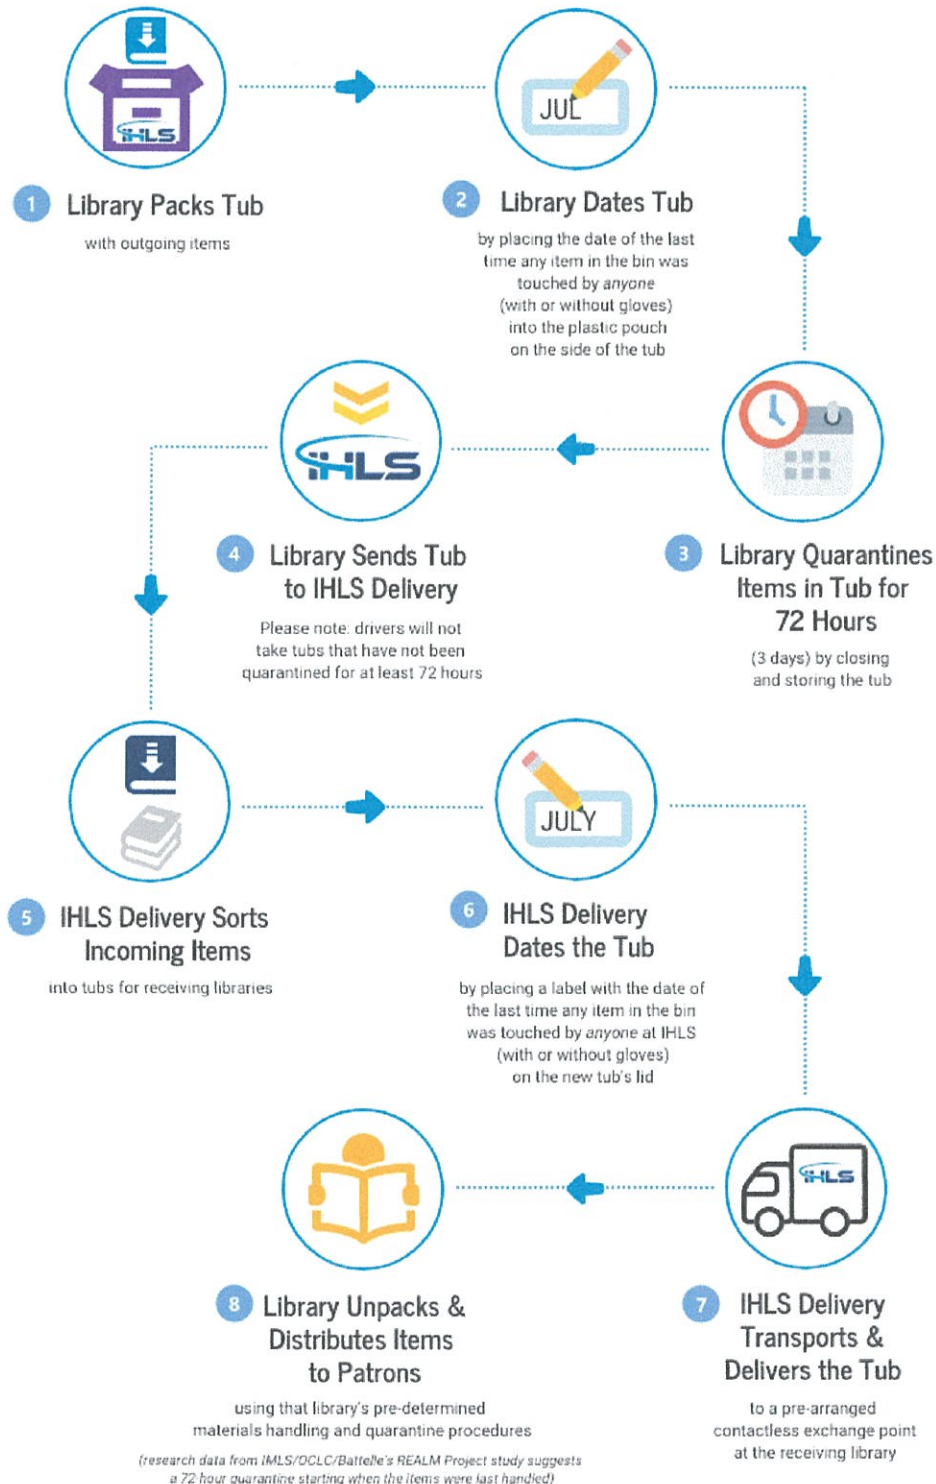 IHLS
JUL
1 Library Packs Tub
with outgoing items
2 Library Dates Tub
by placing the date of the last
time any item in the bin was
touched by anyone
(with or without gloves)
into the plastic pouch
on the side of the tub
3 Library Quarantines
Items in Tub for
72 Hours
(3 days) by closing
and storing the tub
IHLS
4 Library Sends Tub
to IHLS Delivery
Please note: drivers will not
take tubs that have not been
quarantined for at least 72 hours
5 IHLS Delivery Sorts
Incoming Items
into tubs for receiving libraries
JULY
6 IHLS Delivery
Dates the Tub
by placing a label with the date of
the last time any item in the bin
was touched by anyone at IHLS
(with or without gloves)
on the new tub's lid
IHLS
7 IHLS Delivery
Transports &
Delivers the Tub
to a pre-arranged
contactless exchange point
at the receiving library
8 Library Unpacks &
Distributes Items
to Patrons
using that library's pre-determined
materials handling and quarantine procedures
(research data from IMLS/OCLC/Battelle's REALM Project study suggests
a 72 hour quarantine starting when the items were last handled)